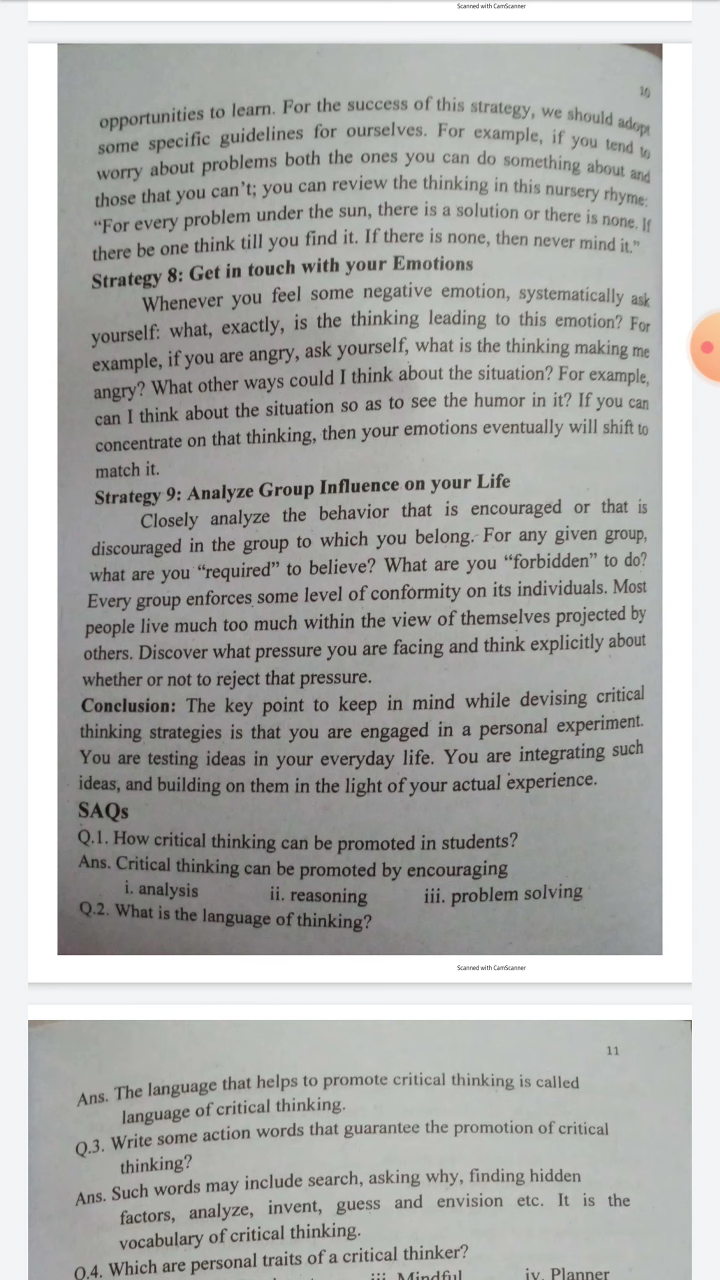 Scanned with CamScanner
10
opportunities to learn. For the success of this strategy, we should adopt
some specific guidelines for ourselves. For example, if you tend to
worry about problems both the ones you can do something about and
those that you can't; you can review the thinking in this nursery rhyme:
“For every problem under the sun, there is a solution or there is none. If
there be one think till you find it. If there is none, then never mind it."
Strategy 8: Get in touch with your Emotions
Whenever you feel some negative emotion, systematically ask
yourself: what, exactly, is the thinking leading to this emotion? For
example, if you are angry, ask yourself, what is the thinking making me
angry? What other ways could I think about the situation? For example,
can I think about the situation so as to see the humor in it? If you can
concentrate on that thinking, then your emotions eventually will shift to
match it.
Strategy 9: Analyze Group Influence on your Life
Closely analyze the behavior that is encouraged or that is
discouraged in the group to which you belong. For any given group,
what are you “required” to believe? What are you “forbidden” to do?
Every group enforces some level of conformity on its individuals. Most
people live much too much within the view of themselves projected by
others. Discover what pressure you are facing and think explicitly about
whether or not to reject that pressure.
Conclusion: The key point to keep in mind while devising critical
thinking strategies is that you are engaged in a personal experiment.
You are testing ideas in your everyday life. You are integrating such
ideas, and building on them in the light of your actual experience.
SAQs
Q.1. How critical thinking can be promoted in students?
Ans. Critical thinking can be promoted by encouraging
i. analysis ii. reasoning iii. problem solving
Q.2. What is the language of thinking?
Scanned with CamScanner
11
Ans. The language that helps to promote critical thinking is called
language of critical thinking.
Q.3. Write some action words that guarantee the promotion of critical
thinking?
Ans. Such words may include search, asking why, finding hidden
factors, analyze, invent, guess and envision etc. It is the
vocabulary of critical thinking.
Q.4. Which are personal traits of a critical thinker?
iii. Mindful iv. Planner